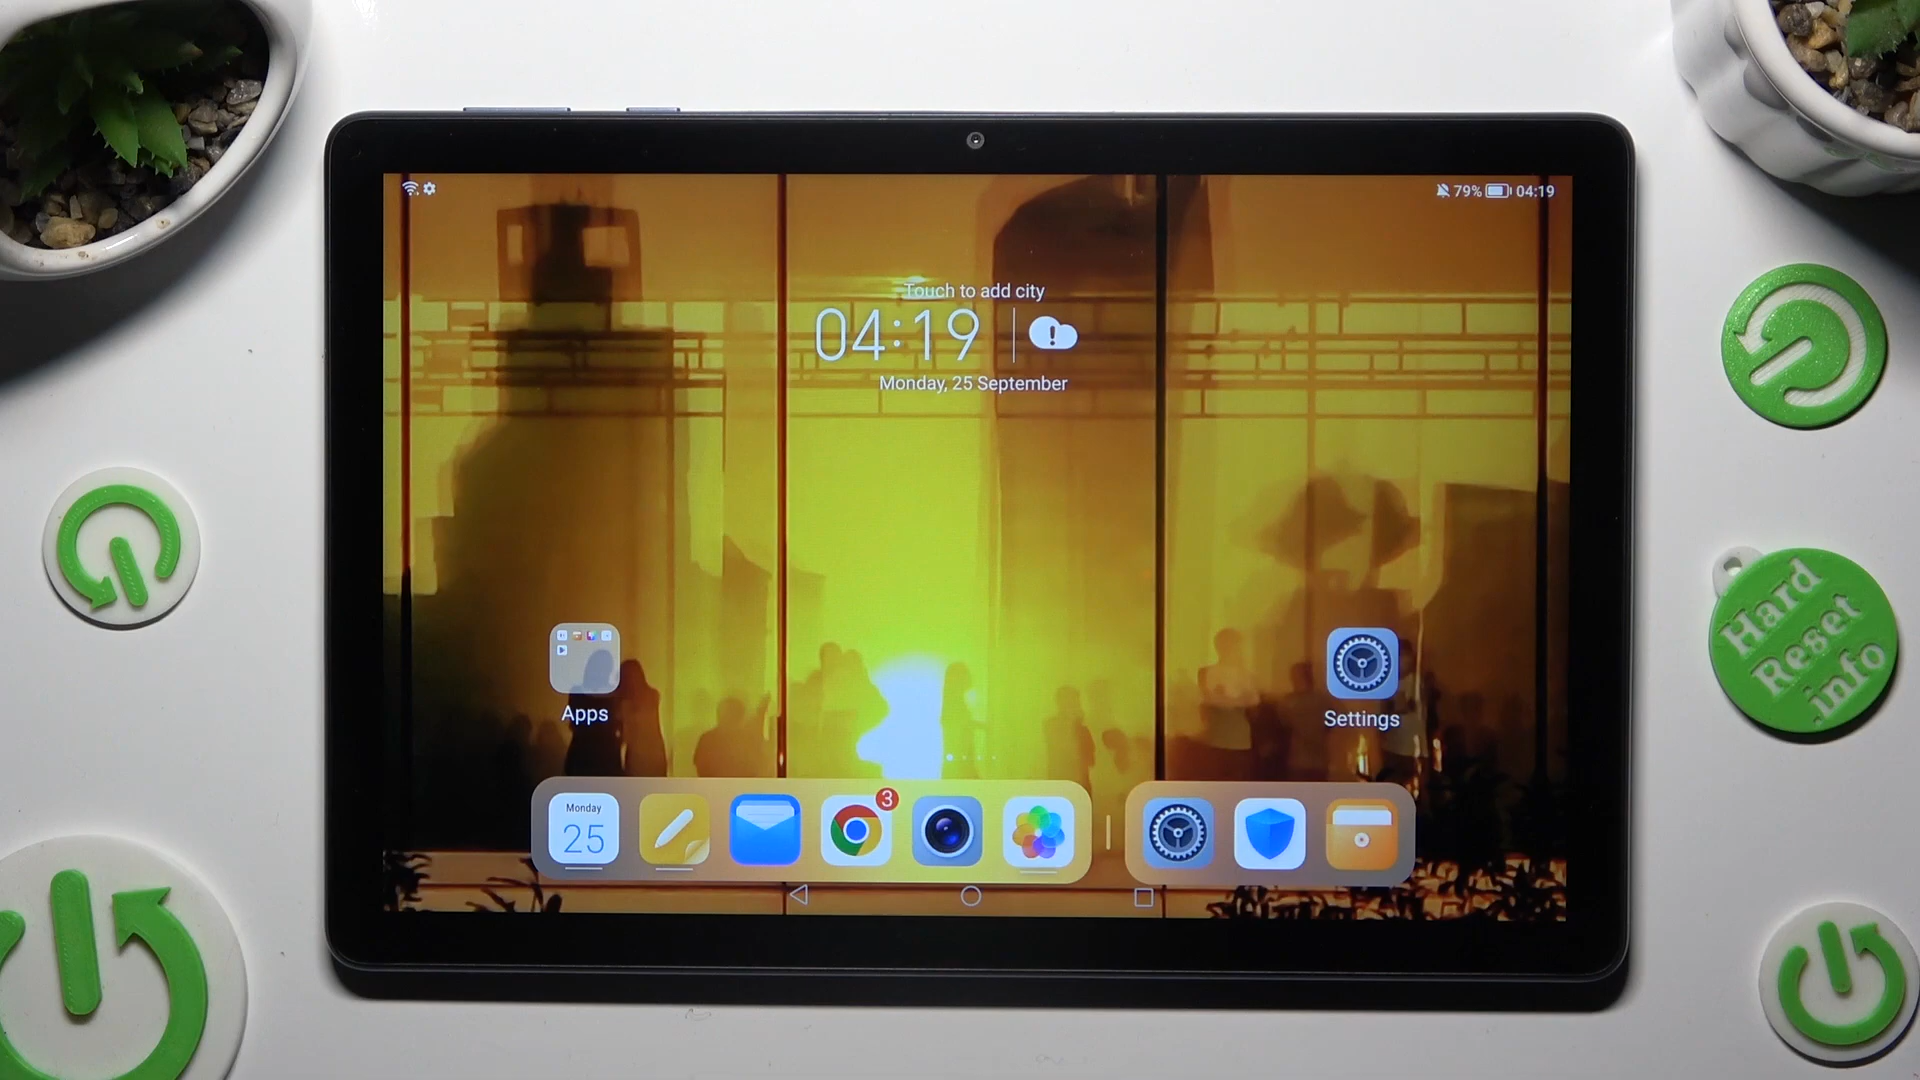 79% 04:19
Touch to add city
04:19
Monday, 25 September
Apps
Settings
Monday
25
3
Hard
Reset
.info